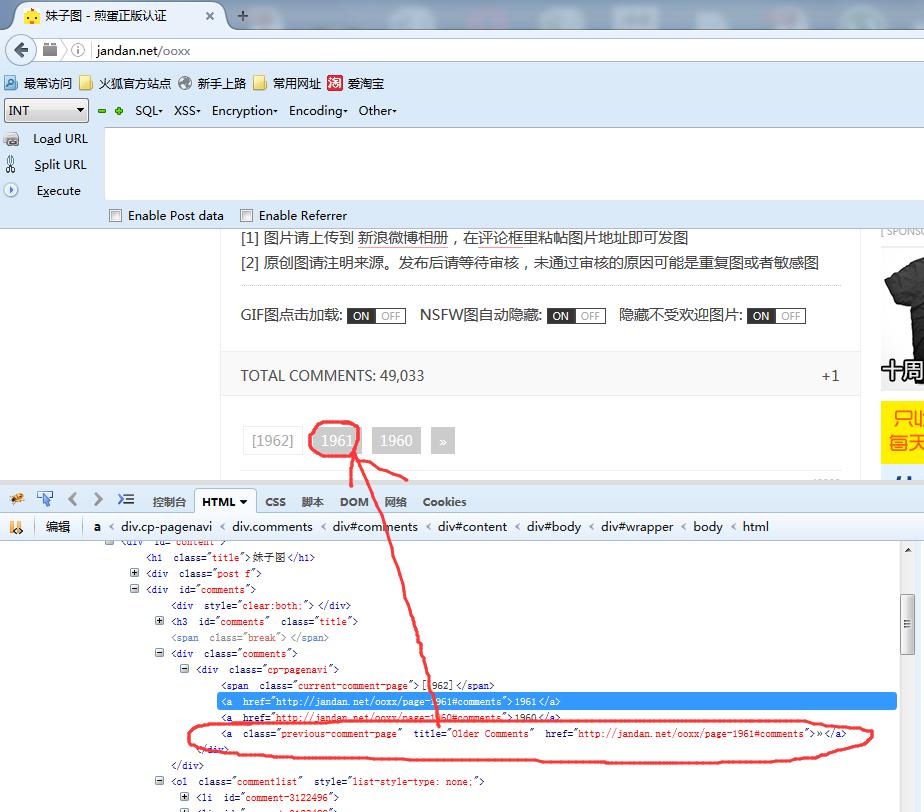 妹子图 - 煎蛋正版认证
jandan.net/ooxx
最常访问 火狐官方站点 新手上路 常用网址 淘 爱淘宝
INT SQL XSS Encryption Encoding Other
Load URL
Split URL
Execute
Enable Post data Enable Referrer
[ SPONS
[1] 图片请上传到 新浪微博相册，在评论框里粘帖图片地址即可发图
[2] 原创图请注明来源。发布后请等待审核，未通过审核的原因可能是重复图或者敏感图
GIF图点击加载: ON OFF NSFW图自动隐藏: ON OFF 隐藏不受欢迎图片: ON OFF
十周
TOTAL COMMENTS: 49,033 +1
只收
每天
[1962] 1961 1960 »
控制台 HTML CSS 脚本 DOM 网络 Cookies
编辑 a < div.cp-pagenavi < div.comments < div#comments < div#content < div#body < div#wrapper < body < html
<div id="content">
<h1 class="title">妹子图</h1>
<div class="post f">
<div id="comments">
<div style="clear:both;"></div>
<h3 id="comments" class="title">
<span class="break"></span>
<div class="comments">
<div class="cp-pagenavi">
<span class="current-comment-page">[1962]</span>
<a href="http://jandan.net/ooxx/page-1961#comments">1961</a>
<a href="http://jandan.net/ooxx/page-1960#comments">1960</a>
<a class="previous-comment-page" title="Older Comments" href="http://jandan.net/ooxx/page-1961#comments">»</a>
</div>
</div>
<ol class="commentlist" style="list-style-type: none;">
<li id="comment-3122496">